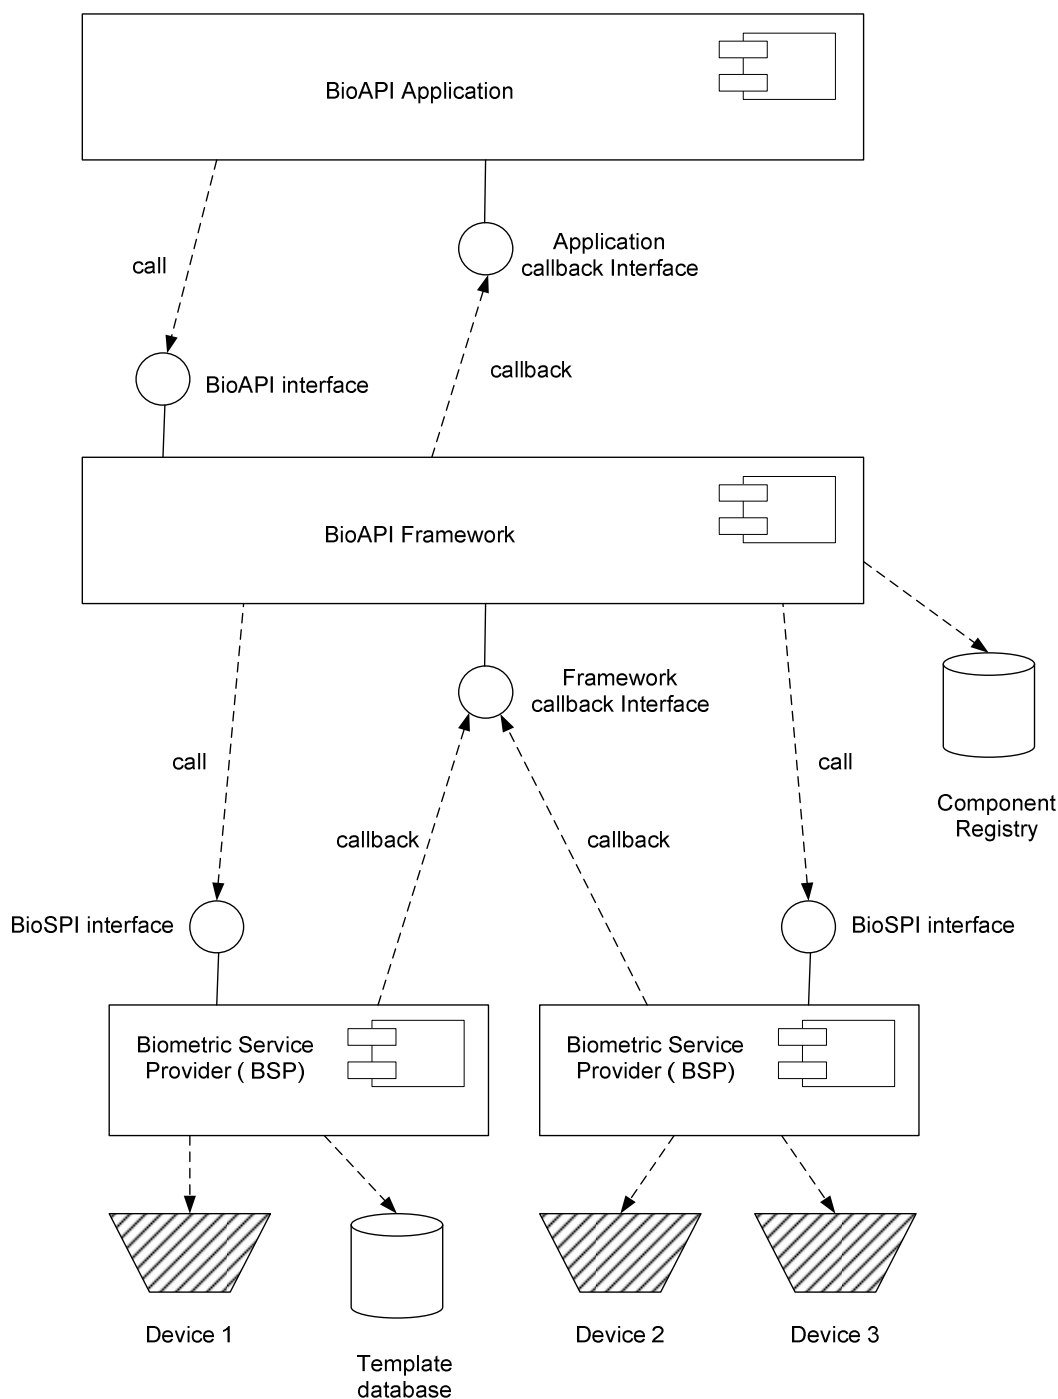 BioAPI Application
call
Application
callback Interface
callback
BioAPI interface
BioAPI Framework
Framework
callback Interface
call
call
Component
Registry
callback
callback
BioSPI interface
BioSPI interface
Biometric Service
Provider ( BSP)
Biometric Service
Provider ( BSP)
Device 1
Device 2
Device 3
Template
database